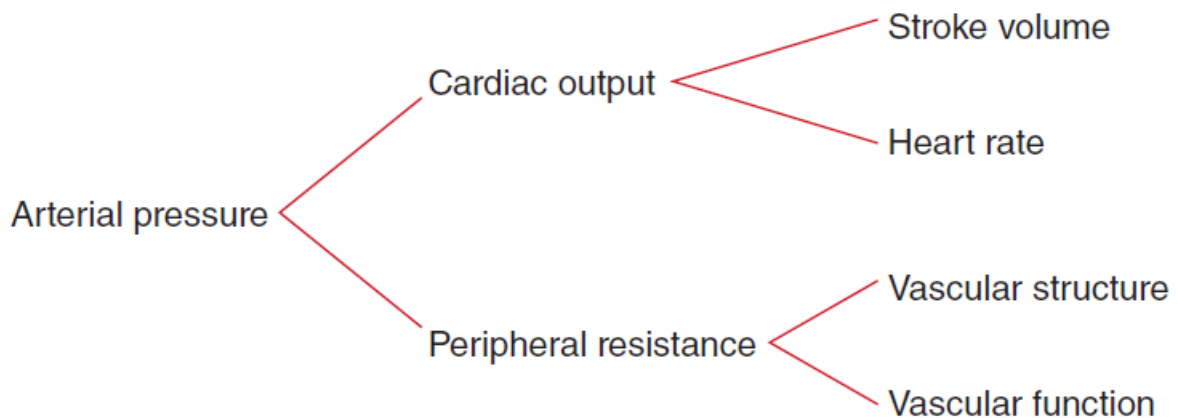 Stroke volume
Cardiac output
Heart rate
Arterial pressure
Vascular structure
Peripheral resistance
Vascular function